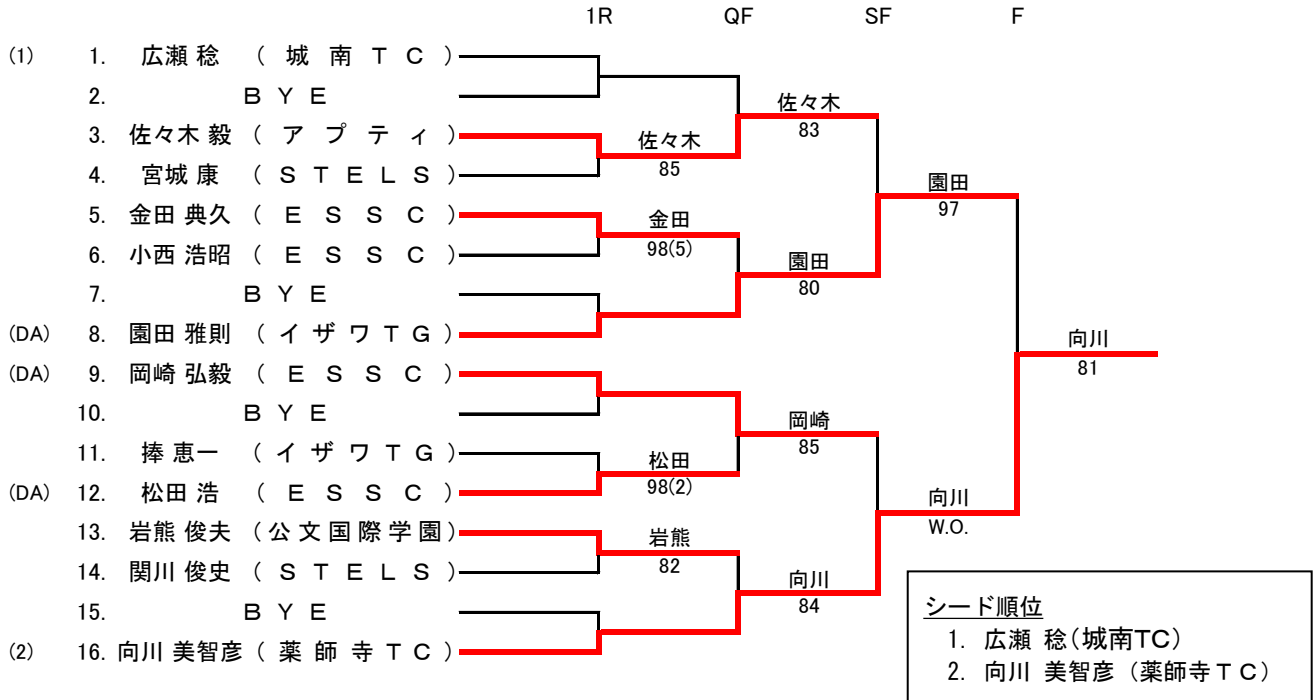 1R QF SF F
(1) 1. 広瀬 稔 ( 城 南 T C )
2. B Y E
佐々木
83
3. 佐々木 毅 ( ア プ テ ィ )
佐々木
85
4. 宮城 康 ( S T E L S )
園田
97
5. 金田 典久 ( E S S C )
金田
98(5)
6. 小西 浩昭 ( E S S C )
園田
80
7. B Y E
(DA) 8. 園田 雅則 ( イ ザ ワ T G )
向川
81
(DA) 9. 岡崎 弘毅 ( E S S C )
10. B Y E
岡崎
85
11. 捧 恵一 ( イ ザ ワ T G )
松田
98(2)
(DA) 12. 松田 浩 ( E S S C )
向川
W.O.
13. 岩熊 俊夫 ( 公 文 国 際 学 園 )
岩熊
82
14. 関川 俊史 ( S T E L S )
向川
84
15. B Y E
(2) 16. 向川 美智彦 ( 薬 師 寺 T C )
シード順位
1. 広瀬 稔(城南TC)
2. 向川 美智彦 (薬師寺TC)